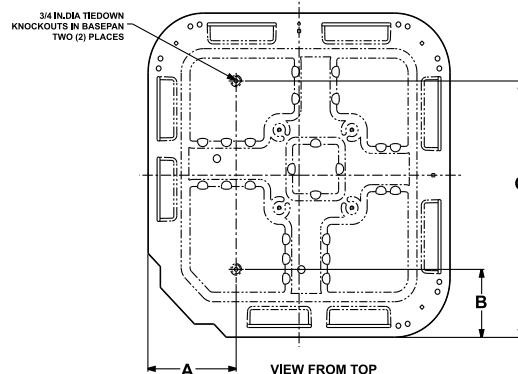 3/4 IN.DIA TIEDOWN
KNOCKOUTS IN BASEPAN
TWO (2) PLACES
B
A
VIEW FROM TOP